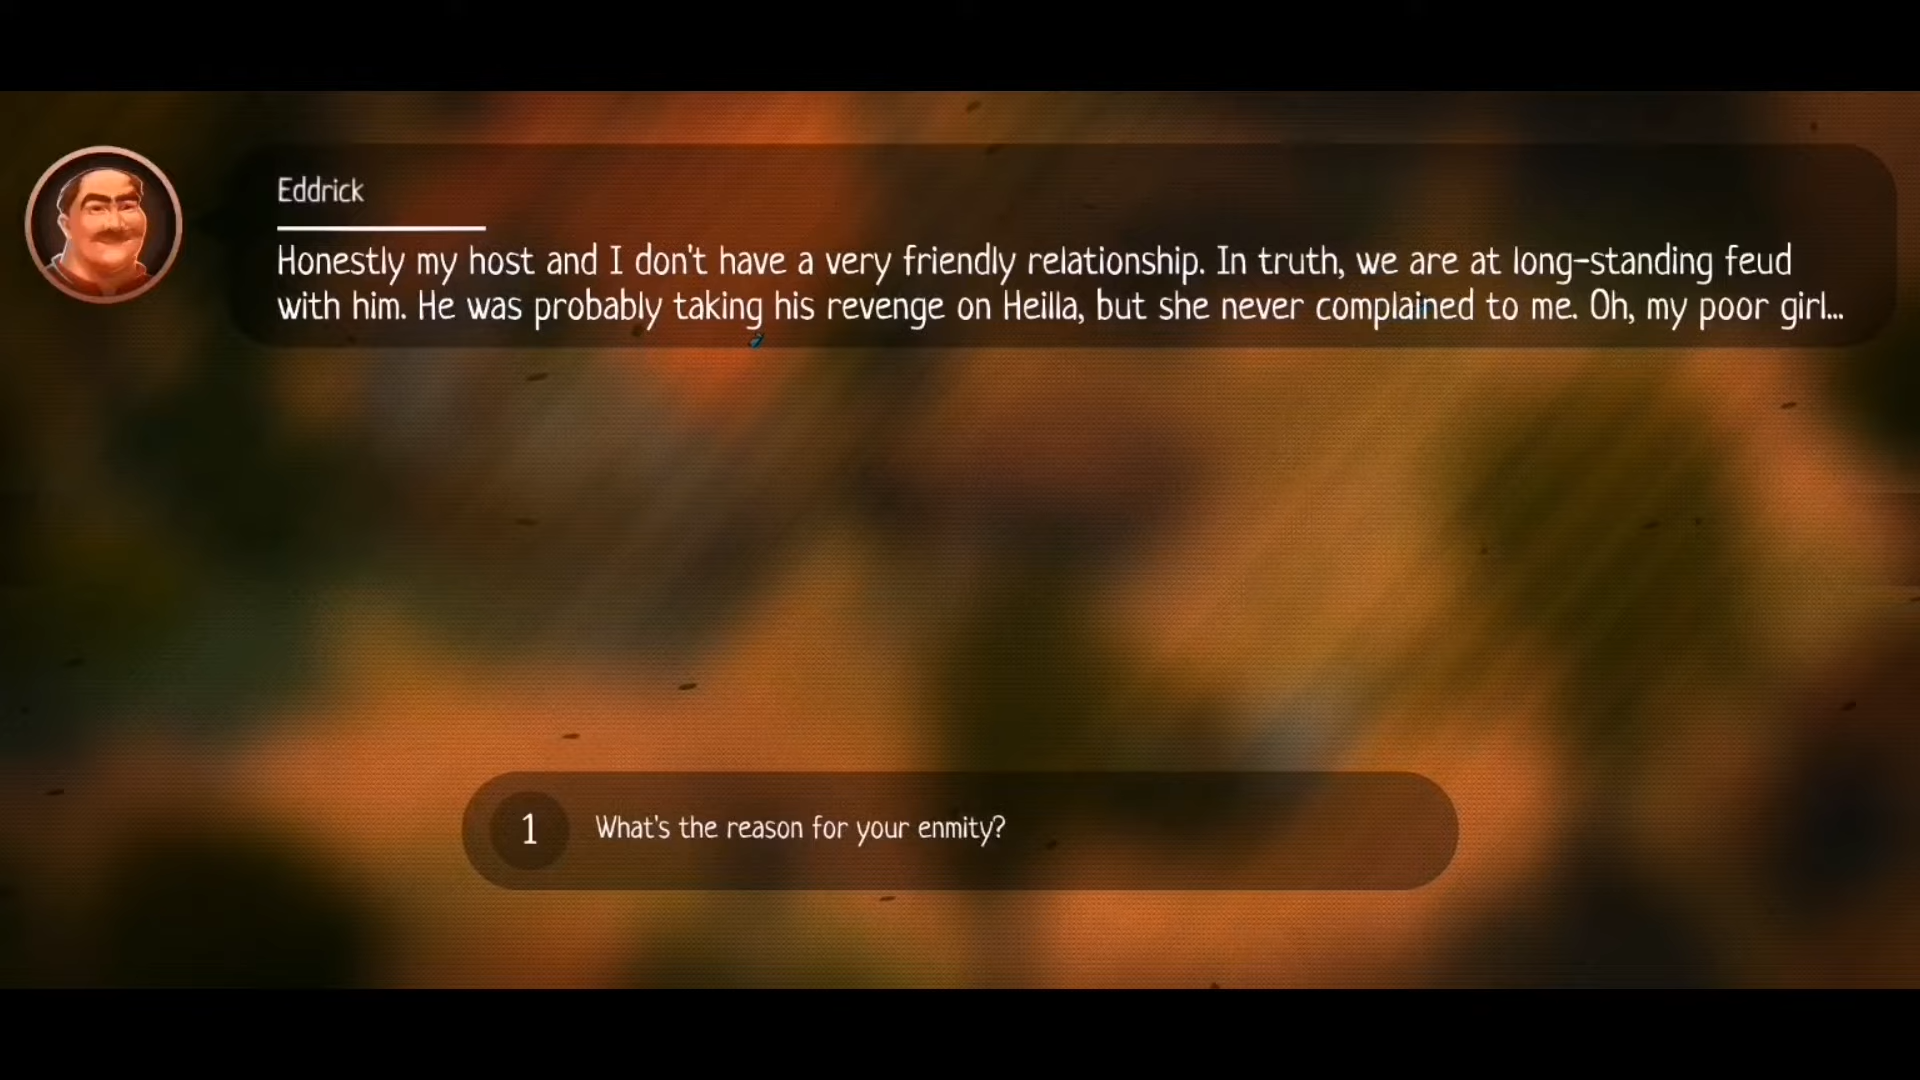 Eddrick
Honestly my host and I don't have a very friendly relationship. In truth, we are at long-standing feud
with him. He was probably taking his revenge on Heilla, but she never complained to me. Oh, my poor girl...
1 What's the reason for your enmity?